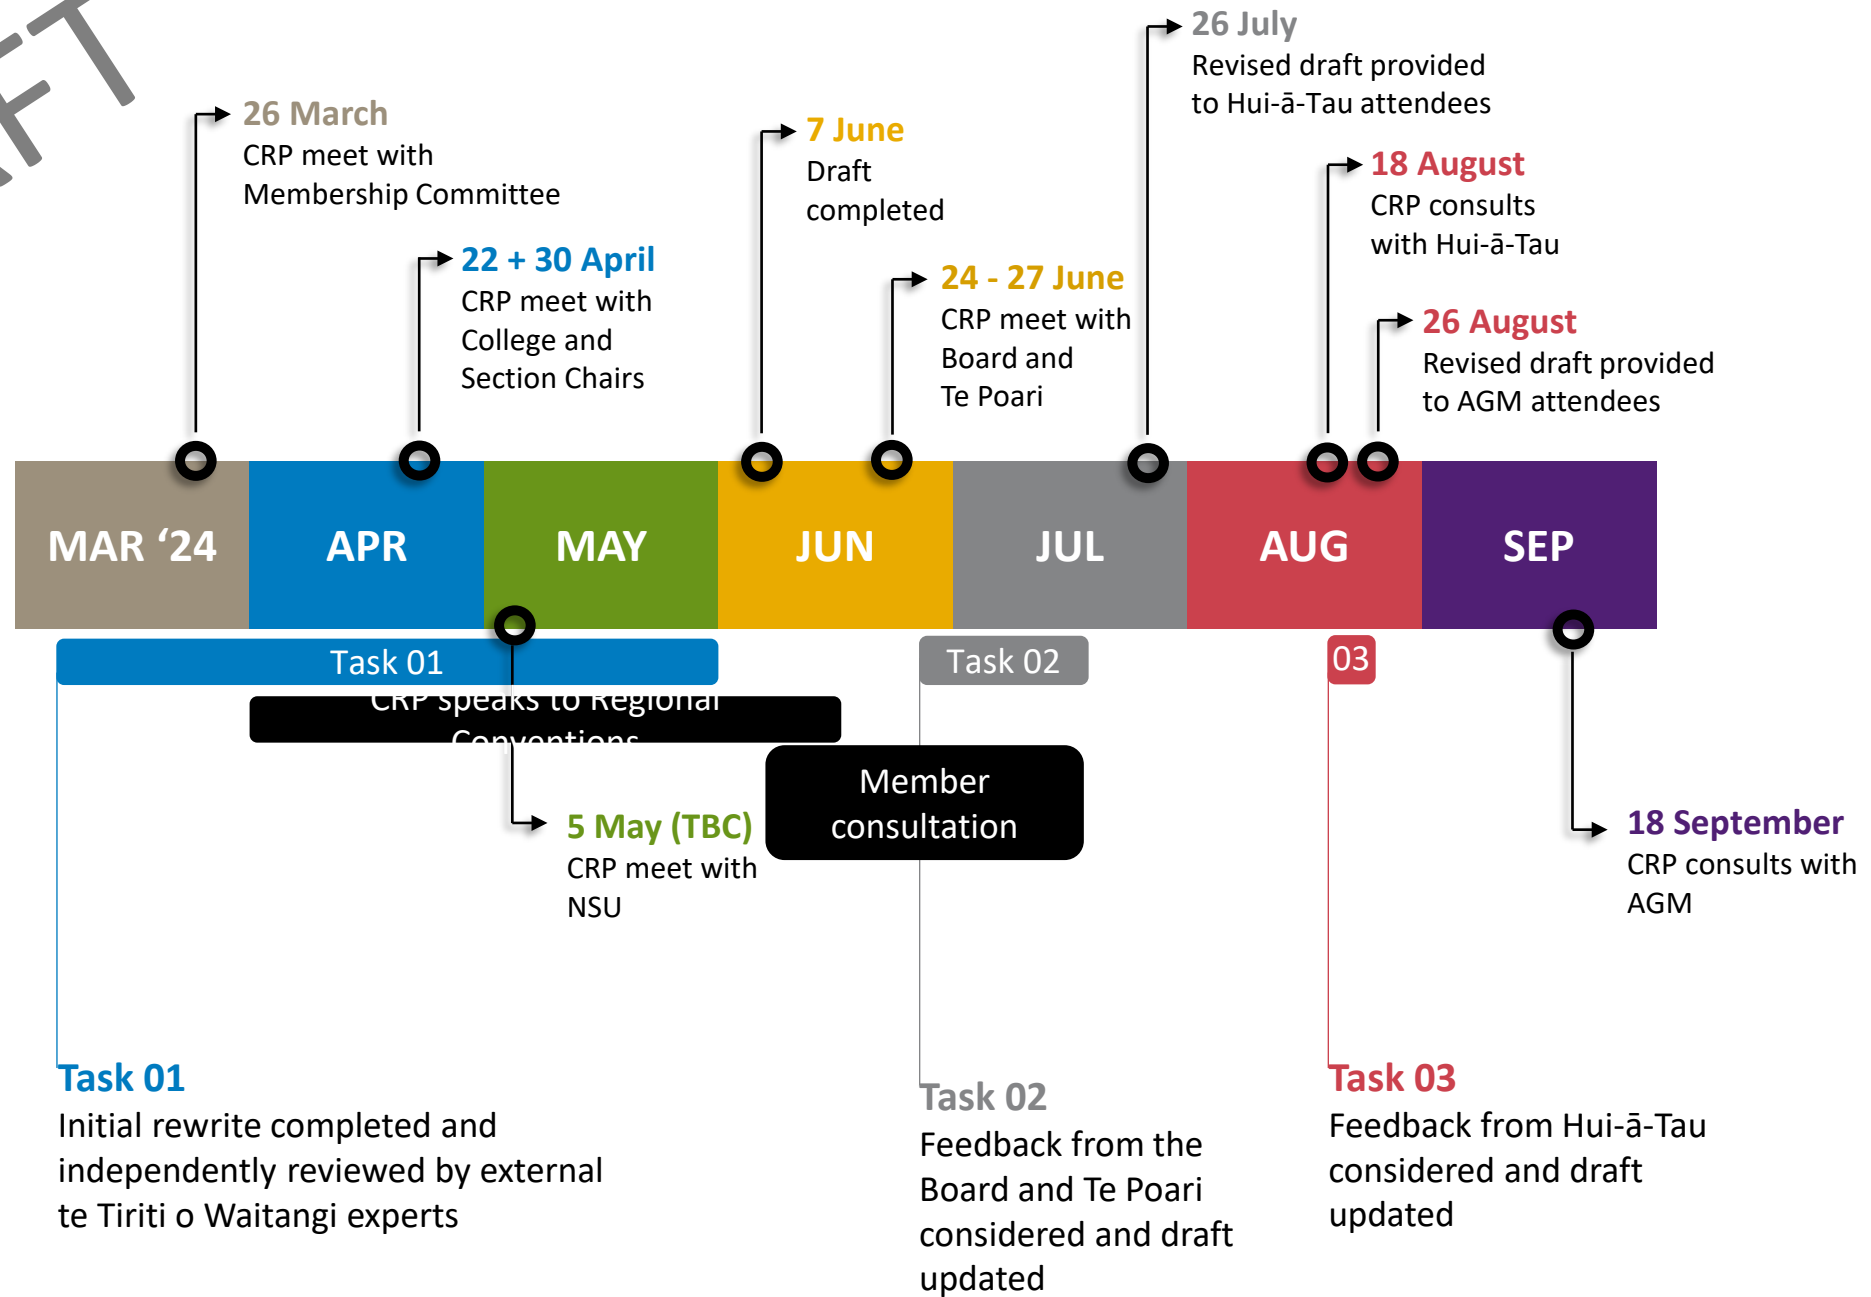 FT
26 July
Revised draft provided
to Hui-ā-Tau attendees
26 March
CRP meet with
Membership Committee
7 June
Draft
completed
18 August
CRP consults
with Hui-ā-Tau
22 + 30 April
CRP meet with
College and
Section Chairs
24 - 27 June
CRP meet with
Board and
Te Poari
26 August
Revised draft provided
to AGM attendees
MAR ‘24
APR
MAY
JUN
JUL
AUG
SEP
Task 01
Task 02
03
CRP speaks to Regional
Conventions
Member
consultation
5 May (TBC)
CRP meet with
NSU
18 September
CRP consults with
AGM
Task 01
Initial rewrite completed and
independently reviewed by external
te Tiriti o Waitangi experts
Task 02
Feedback from the
Board and Te Poari
considered and draft
updated
Task 03
Feedback from Hui-ā-Tau
considered and draft
updated